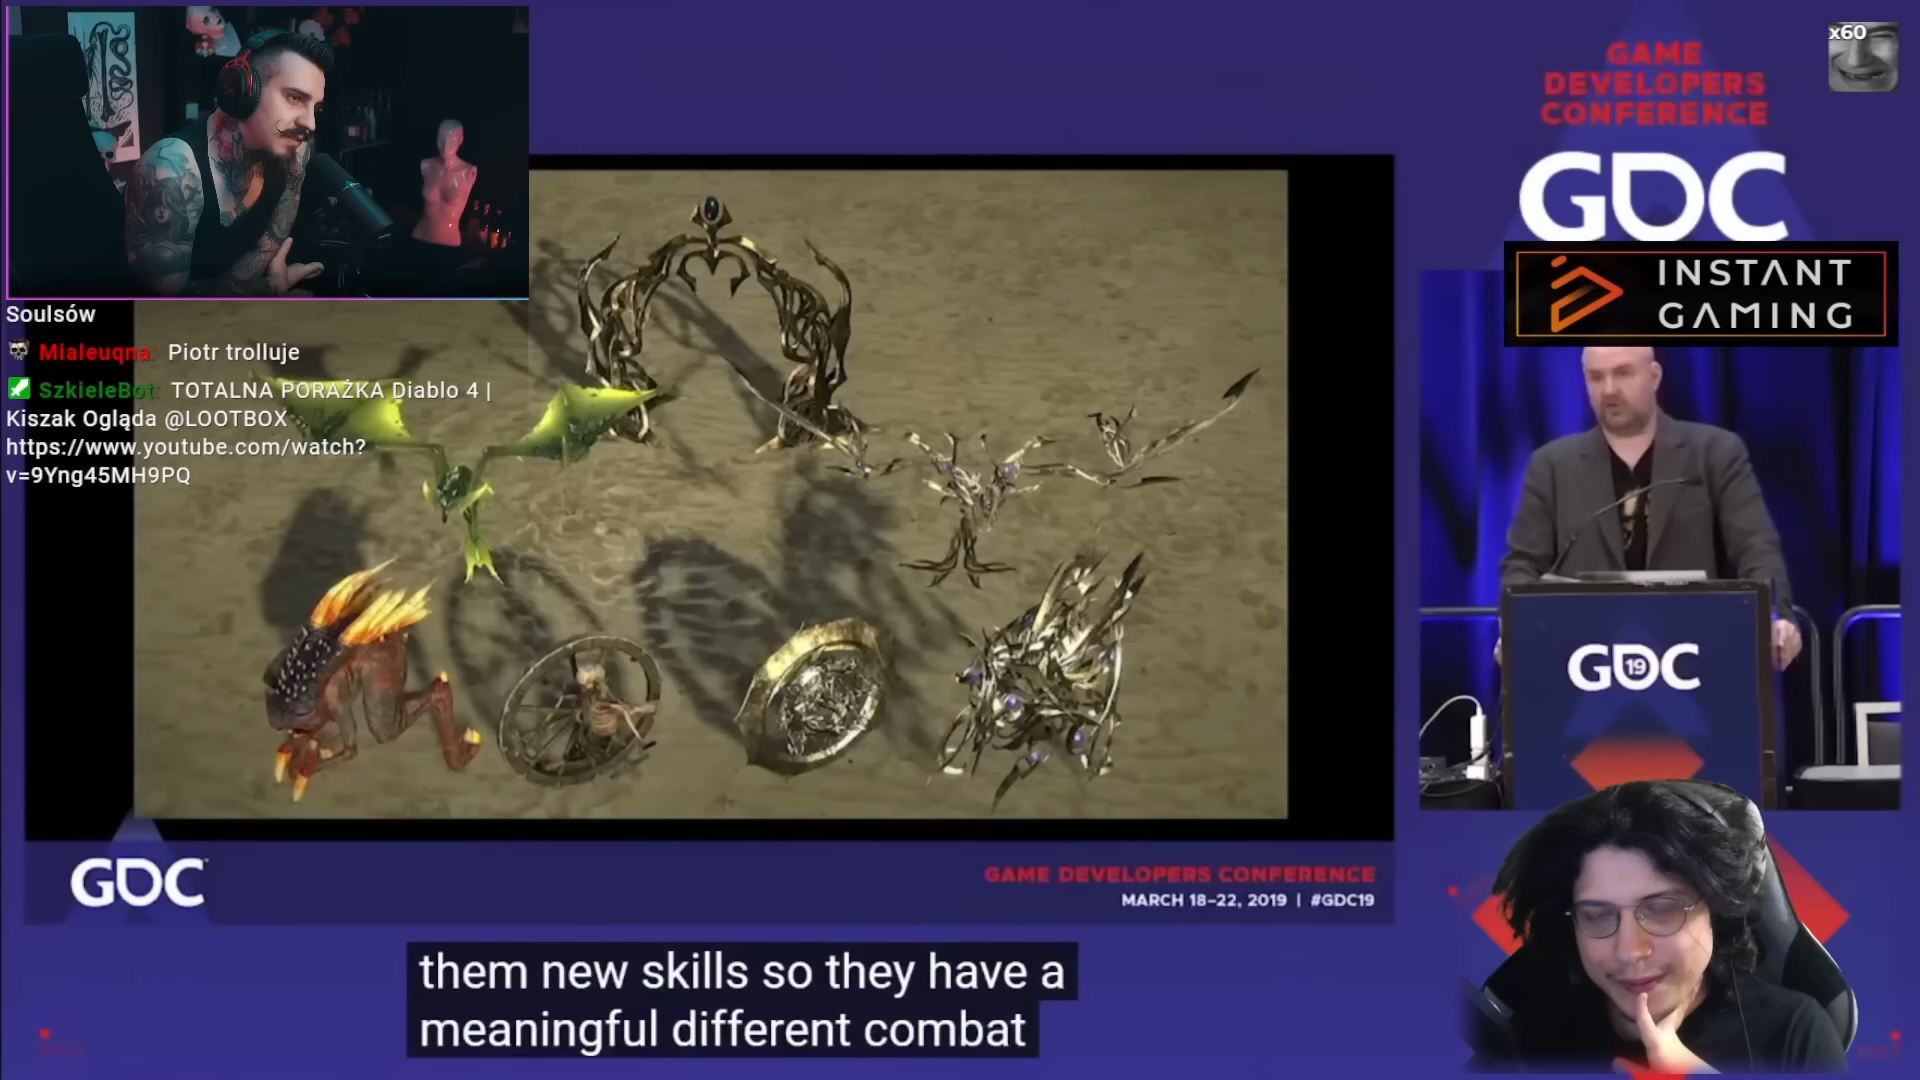 Soulsów
Mialeuqna: Piotr trolluje
SzkieleBot: TOTALNA PORAŻKA Diablo 4 |
Kiszak Ogląda @LOOTBOX
https://www.youtube.com/watch?
v=9Yng45MH9PQ
x60
GAME
DEVELOPERS
CONFERENCE
GDC
INSTANT
GAMING
GDC
19
GDC
GAME DEVELOPERS CONFERENCE
MARCH 18–22, 2019 | #GDC19
them new skills so they have a
meaningful different combat